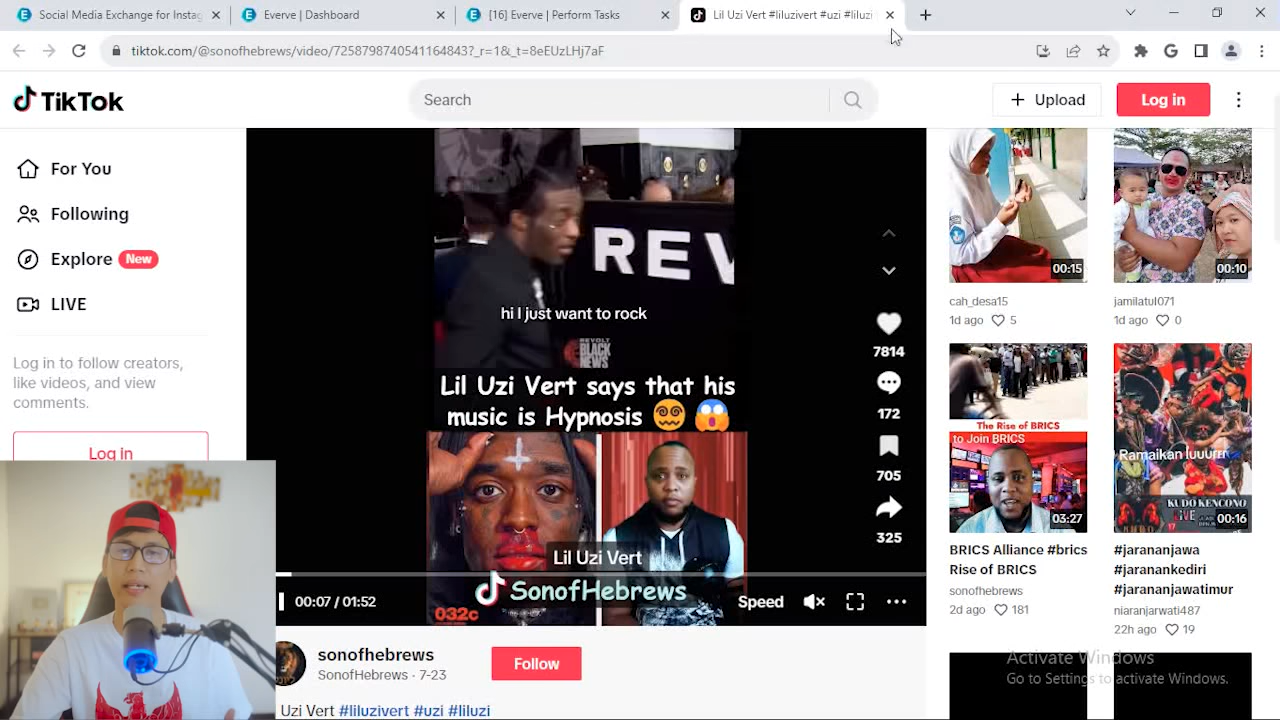 Social Media Exchange for Instag
Everve | Dashboard
[16] Everve | Perform Tasks
Lil Uzi Vert #liluzivert #uzi #liluzi
tiktok.com/@sonofhebrews/video/7258798740541164843?_r=1&_t=8eEUzLHj7aF
TikTok
Search
Upload
Log in
For You
Following
Explore New
LIVE
Log in to follow creators,
like videos, and view
comments.
Log in
REV
hi I just want to rock
REVOLT
BLACK
NEWS
Lil Uzi Vert says that his
music is Hypnosis
Lil Uzi Vert
SonofHebrews
032c
7814
172
705
325
00:07 / 01:52
Speed
sonofhebrews
SonofHebrews · 7-23
Follow
Uzi Vert #liluzivert #uzi #liluzi
00:15
cah_desa15
1d ago 5
00:10
jamilatul071
1d ago 0
The Rise of BRICS
to Join BRICS
03:27
BRICS Alliance #brics
Rise of BRICS
sonofhebrews
2d ago 181
Ramaikan luurrr
KUDO KENCONO
LIVE
00:16
#jarananjawa
#jaranankediri
#jarananjawatimur
niaranjarwati487
22h ago 19
Activate Windows
Go to Settings to activate Windows.